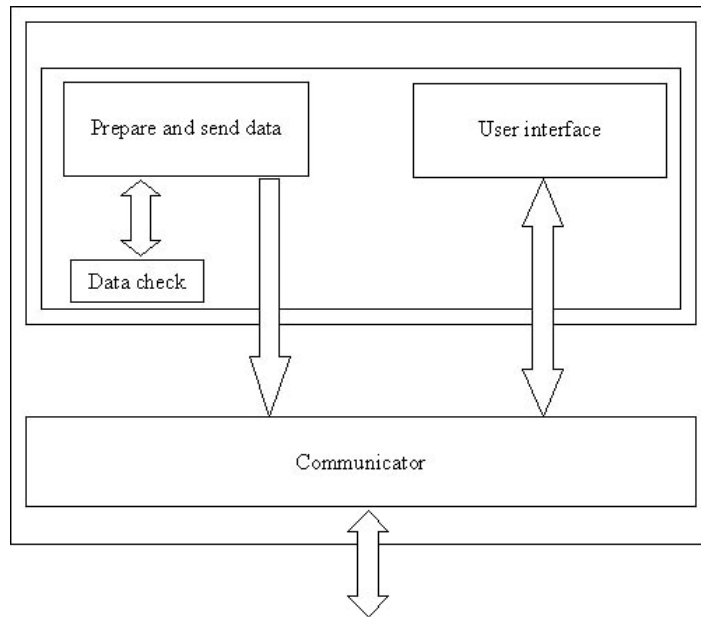 Prepare and send data
User interface
Data check
Communicator